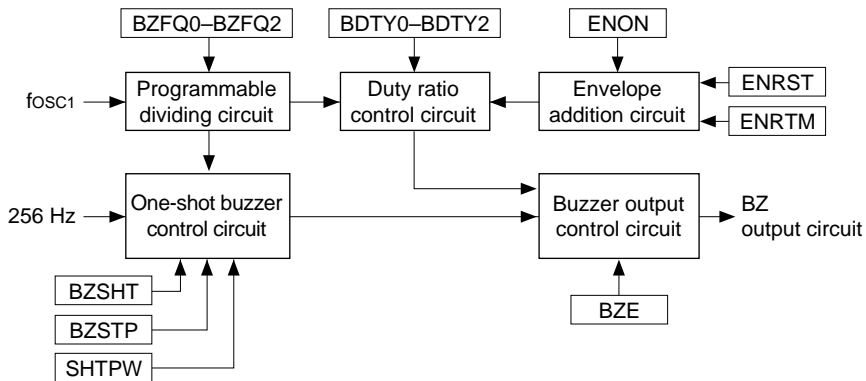 BZFQ0–BZFQ2
BDTY0–BDTY2
ENON
fOSC1
Programmable
dividing circuit
Duty ratio
control circuit
Envelope
addition circuit
ENRST
ENRTM
256 Hz
One-shot buzzer
control circuit
Buzzer output
control circuit
BZ
output circuit
BZSHT
BZSTP
SHTPW
BZE